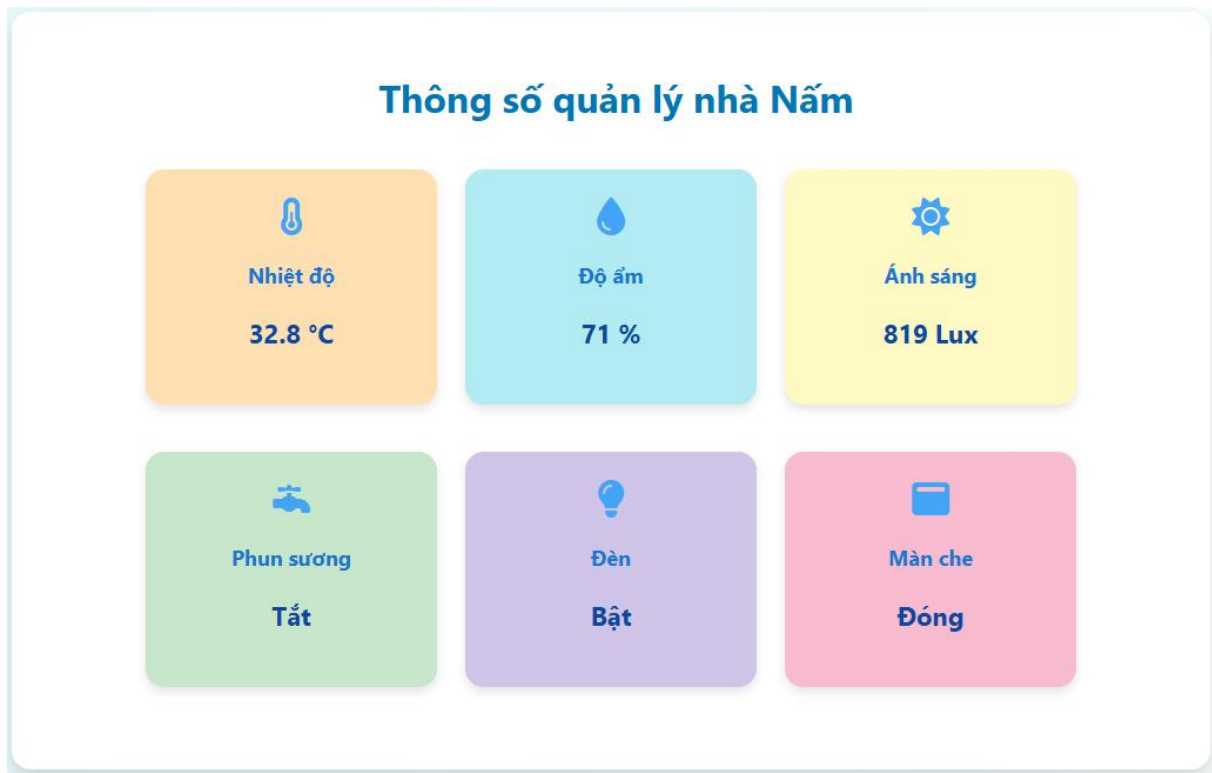 Thông số quản lý nhà Nấm
Nhiệt độ
32.8 °C
Độ ẩm
71 %
Ánh sáng
819 Lux
Phun sương
Tắt
Đèn
Bật
Màn che
Đóng